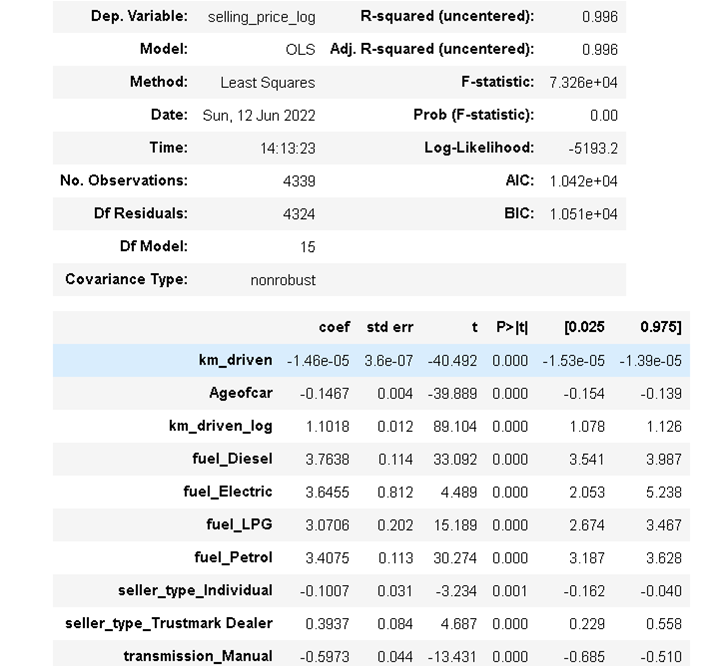 Dep. Variable: selling_price_log R-squared (uncentered): 0.996
Model: OLS Adj. R-squared (uncentered): 0.996
Method: Least Squares F-statistic: 7.326e+04
Date: Sun, 12 Jun 2022 Prob (F-statistic): 0.00
Time: 14:13:23 Log-Likelihood: -5193.2
No. Observations: 4339 AIC: 1.042e+04
Df Residuals: 4324 BIC: 1.051e+04
Df Model: 15
Covariance Type: nonrobust
coef std err t P>|t| [0.025 0.975]
km_driven -1.46e-05 3.6e-07 -40.492 0.000 -1.53e-05 -1.39e-05
Ageofcar -0.1467 0.004 -39.889 0.000 -0.154 -0.139
km_driven_log 1.1018 0.012 89.104 0.000 1.078 1.126
fuel_Diesel 3.7638 0.114 33.092 0.000 3.541 3.987
fuel_Electric 3.6455 0.812 4.489 0.000 2.053 5.238
fuel_LPG 3.0706 0.202 15.189 0.000 2.674 3.467
fuel_Petrol 3.4075 0.113 30.274 0.000 3.187 3.628
seller_type_Individual -0.1007 0.031 -3.234 0.001 -0.162 -0.040
seller_type_Trustmark Dealer 0.3937 0.084 4.687 0.000 0.229 0.558
transmission_Manual -0.5973 0.044 -13.431 0.000 -0.685 -0.510